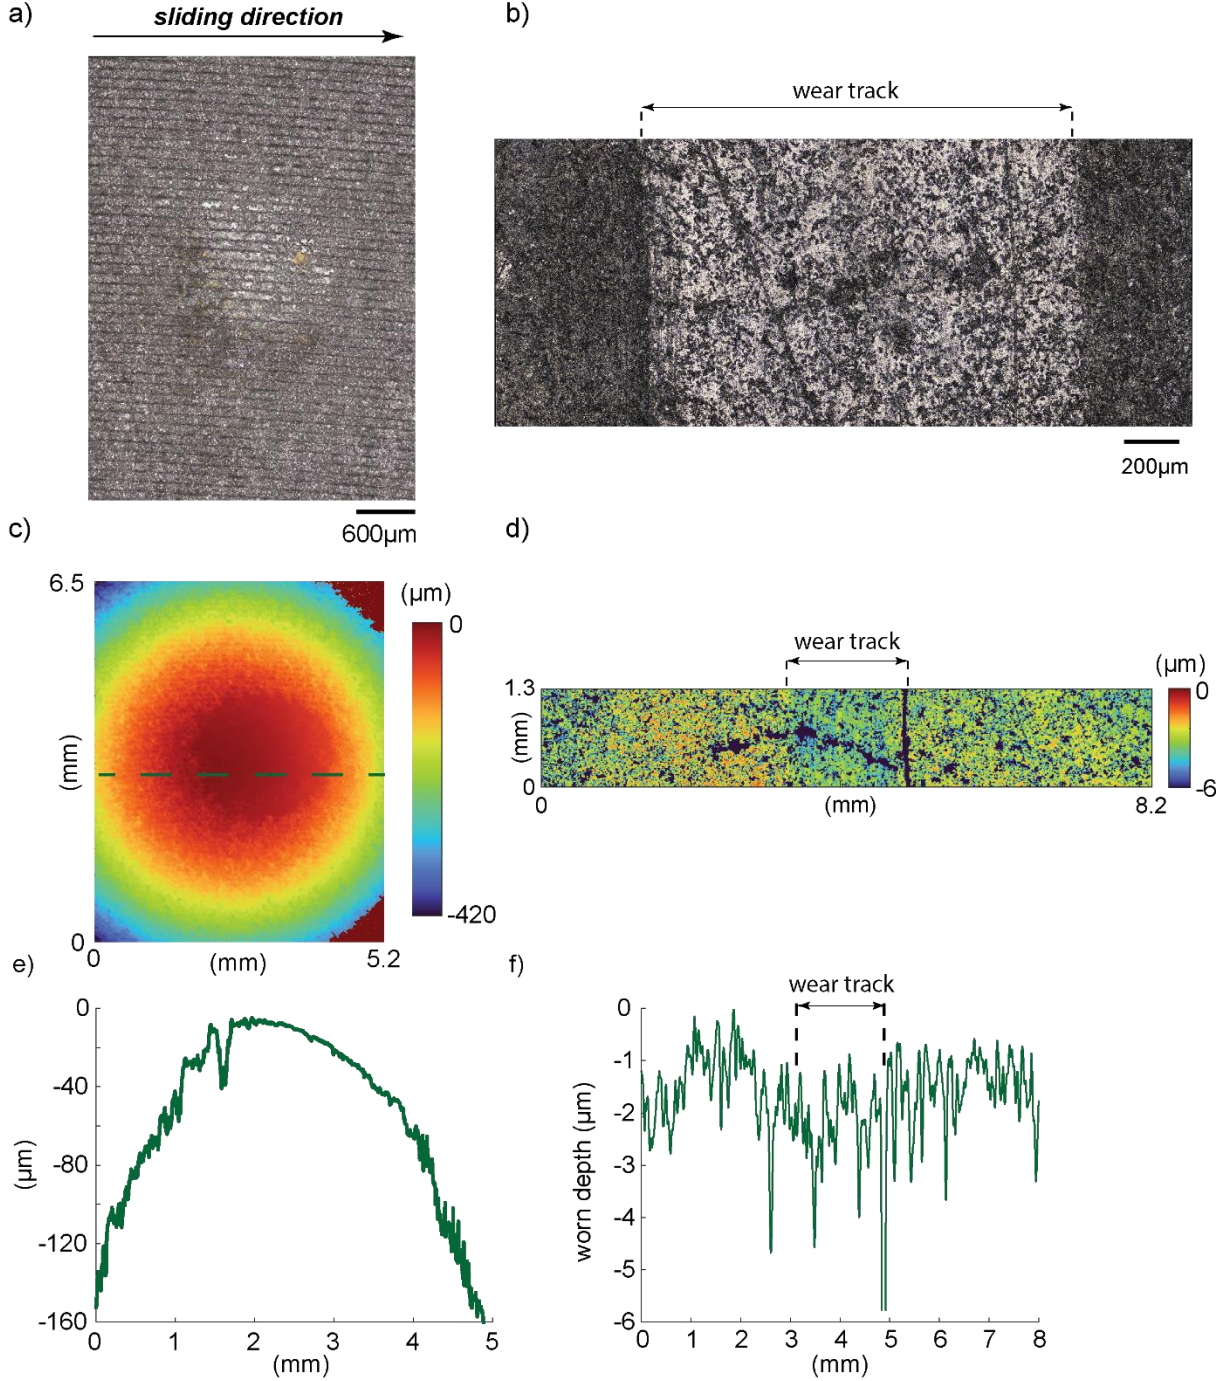 a)
sliding direction
600µm
b)
wear track
200µm
c)
6.5
(mm)
0
0
(mm)
5.2
(µm)
0
-420
d)
wear track
1.3
(mm)
0
0
(mm)
8.2
(µm)
0
-6
e)
0
-40
-80
-120
-160
(µm)
0 1 2 3 4 5
(mm)
f)
wear track
0
-1
-2
-3
-4
-5
-6
worn depth (µm)
0 1 2 3 4 5 6 7 8
(mm)